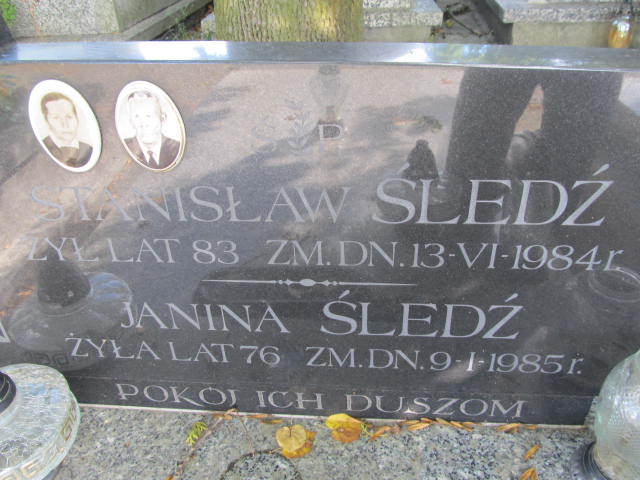 Ś P
STANISŁAW ŚLEDŹ
ŻYŁ LAT 83 ZM. DN. 13-VI-1984 r.
JANINA ŚLEDŹ
ŻYŁA LAT 76 ZM. DN. 9-I-1985 r.
POKÓJ ICH DUSZOM